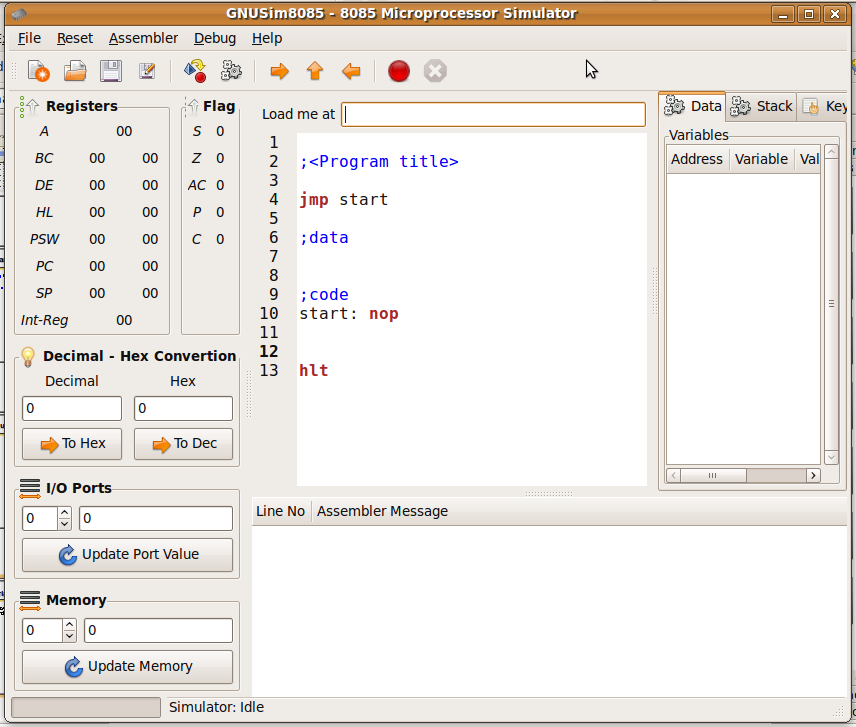 GNUSim8085 - 8085 Microprocessor Simulator
File Reset Assembler Debug Help
Registers
A 00
BC 00 00
DE 00 00
HL 00 00
PSW 00 00
PC 00 00
SP 00 00
Int-Reg 00
Flag
S 0
Z 0
AC 0
P 0
C 0
Decimal - Hex Convertion
Decimal Hex
0 0
To Hex To Dec
I/O Ports
0 0
Update Port Value
Memory
0 0
Update Memory
Load me at
1
2 ;<Program title>
3
4 jmp start
5
6 ;data
7
8
9 ;code
10 start: nop
11
12
13 hlt
Data Stack Key
Variables
Address Variable Val
Line No Assembler Message
Simulator: Idle